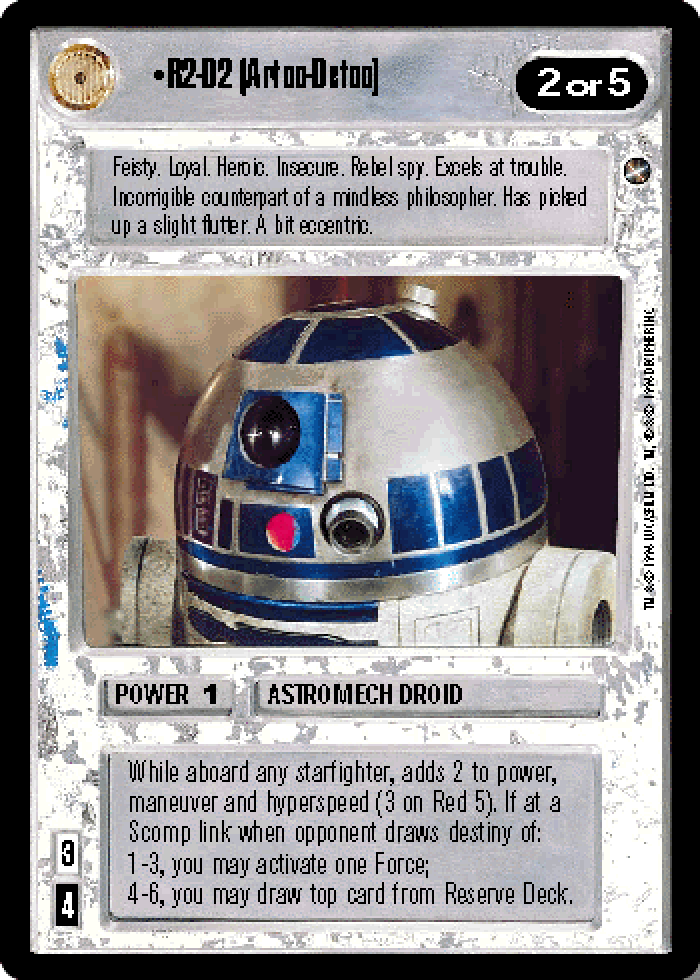 •R2-D2 (Artoo-Detoo)
2 or 5
Feisty. Loyal. Heroic. Insecure. Rebel spy. Excels at trouble.
Incorrigible counterpart of a mindless philosopher. Has picked
up a slight flutter. A bit eccentric.
POWER 1
ASTROMECH DROID
While aboard any starfighter, adds 2 to power,
maneuver and hyperspeed (3 on Red 5). If at a
Scomp link when opponent draws destiny of:
1-3, you may activate one Force;
4-6, you may draw top card from Reserve Deck.
3
4